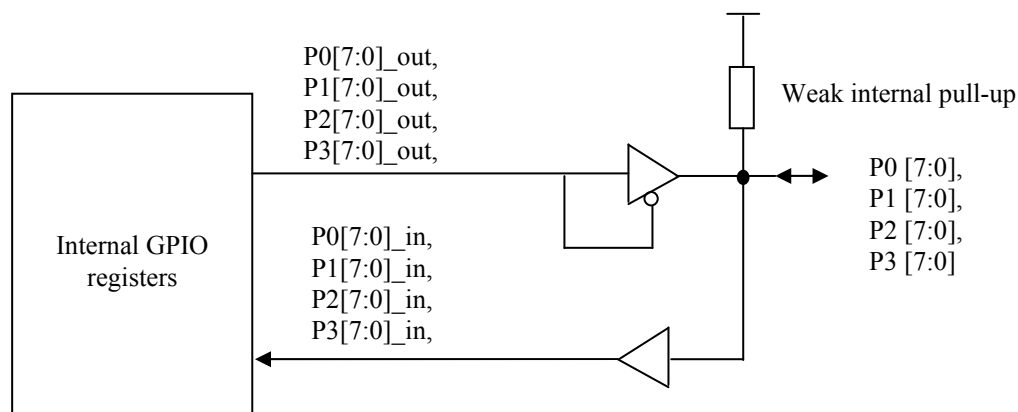 P0[7:0]_out,
P1[7:0]_out,
P2[7:0]_out,
P3[7:0]_out,
Weak internal pull-up
P0 [7:0],
P1 [7:0],
P2 [7:0],
P3 [7:0]
Internal GPIO
registers
P0[7:0]_in,
P1[7:0]_in,
P2[7:0]_in,
P3[7:0]_in,